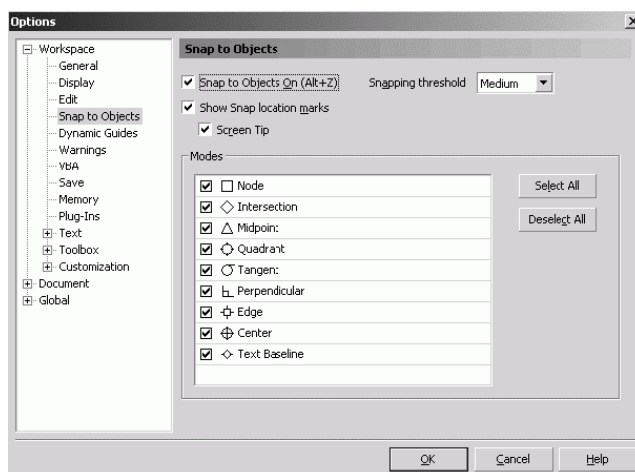 Options
Workspace
General
Display
Edit
Snap to Objects
Dynamic Guides
Warnings
VBA
Save
Memory
Plug-Ins
Text
Toolbox
Customization
Document
Global
Snap to Objects
Snap to Objects On (Alt+Z) Snapping threshold Medium
Show Snap location marks
Screen Tip
Modes
Node
Intersection
Midpoin:
Quadrant
Tangen:
Perpendicular
Edge
Center
Text Baseline
Select All
Deselect All
OK Cancel Help